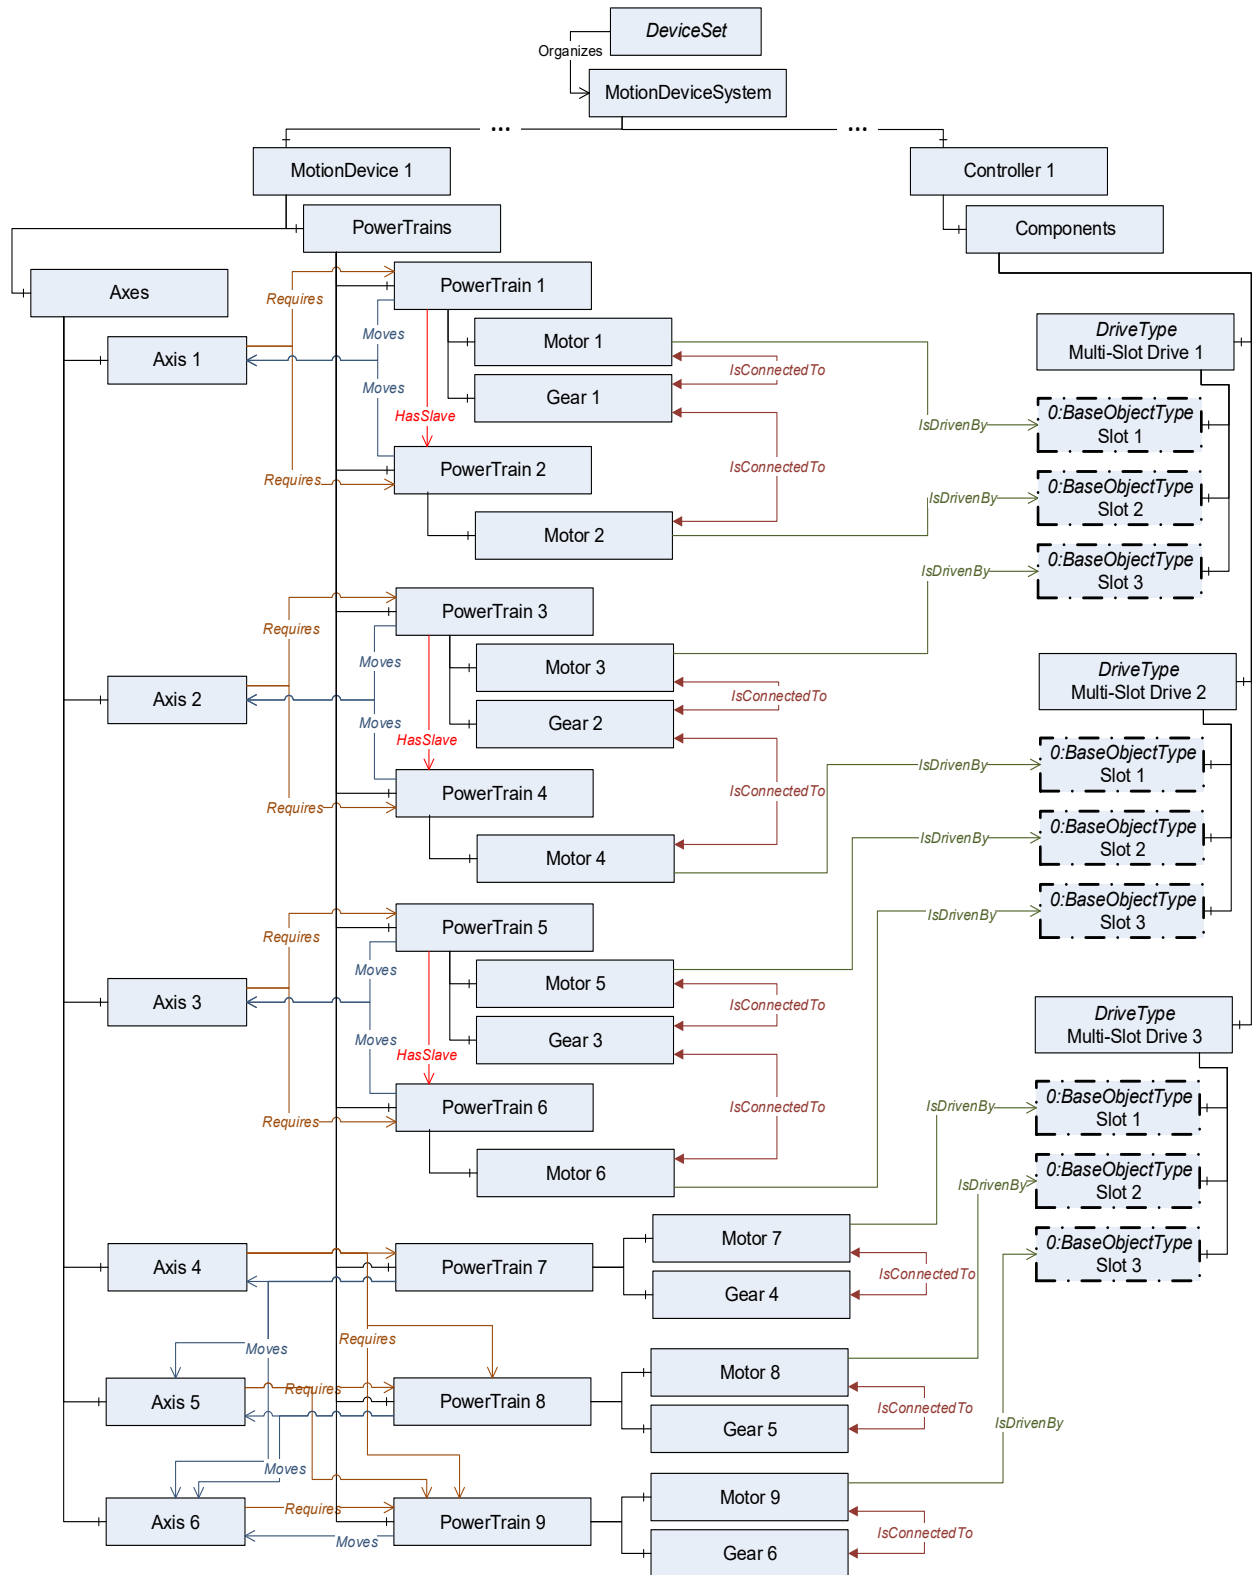 DeviceSet
Organizes
MotionDeviceSystem
...
...
MotionDevice 1
Controller 1
PowerTrains
Components
Axes
PowerTrain 1
Requires
Moves
Motor 1
DriveType
Multi-Slot Drive 1
Axis 1
IsConnectedTo
Moves
Gear 1
HasSlave
0:BaseObjectType
Slot 1
IsDrivenBy
PowerTrain 2
IsConnectedTo
Requires
0:BaseObjectType
Slot 2
IsDrivenBy
Motor 2
0:BaseObjectType
Slot 3
IsDrivenBy
PowerTrain 3
Requires
Moves
Motor 3
DriveType
Multi-Slot Drive 2
Axis 2
IsConnectedTo
Moves
Gear 2
HasSlave
0:BaseObjectType
Slot 1
IsDrivenBy
PowerTrain 4
IsConnectedTo
Requires
0:BaseObjectType
Slot 2
IsDrivenBy
Motor 4
0:BaseObjectType
Slot 3
IsDrivenBy
PowerTrain 5
Requires
Moves
Motor 5
Axis 3
IsConnectedTo
DriveType
Multi-Slot Drive 3
Moves
Gear 3
HasSlave
PowerTrain 6
IsConnectedTo
Requires
IsDrivenBy
0:BaseObjectType
Slot 1
Motor 6
IsDrivenBy
0:BaseObjectType
Slot 2
Motor 7
0:BaseObjectType
Slot 3
Axis 4
PowerTrain 7
IsConnectedTo
Gear 4
Moves
Requires
Motor 8
Axis 5
Requires
PowerTrain 8
IsConnectedTo
IsDrivenBy
Gear 5
Moves
Motor 9
Axis 6
Requires
PowerTrain 9
IsConnectedTo
Moves
Gear 6